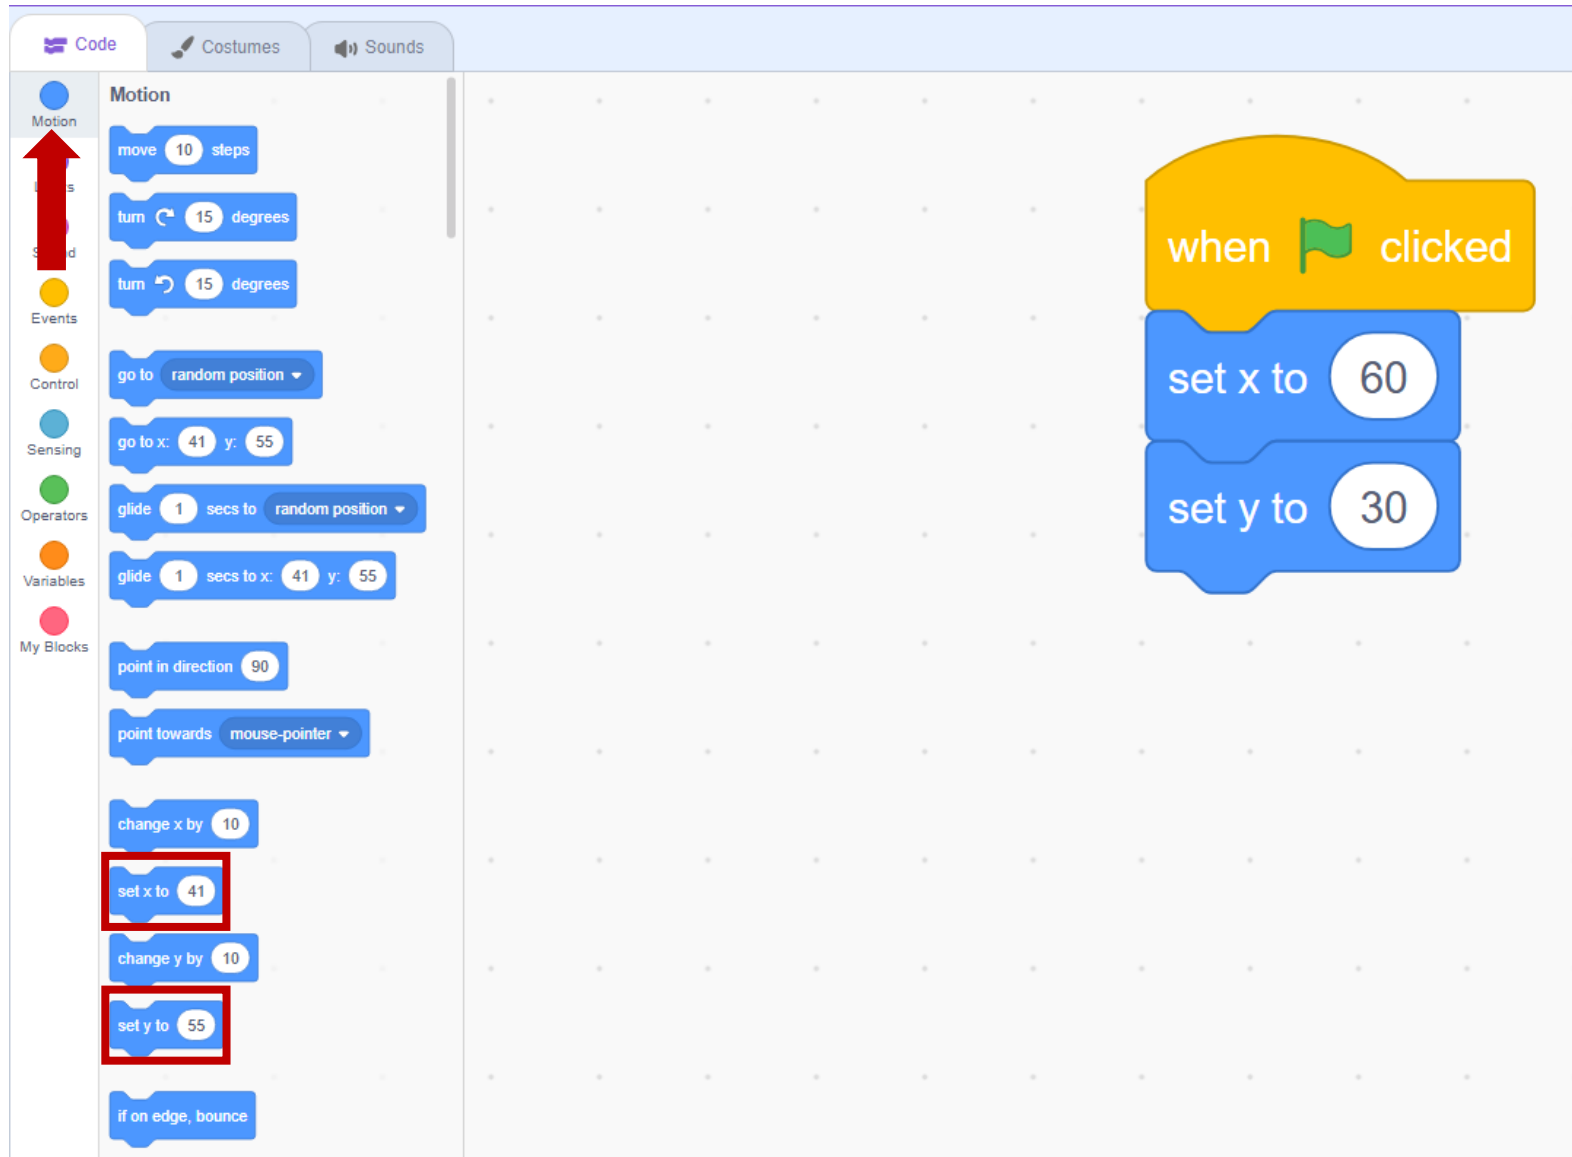 Code
Costumes
Sounds
Motion
Events
Control
Sensing
Operators
Variables
My Blocks
Motion
move 10 steps
turn 15 degrees
turn 15 degrees
go to random position
go to x: 41 y: 55
glide 1 secs to random position
glide 1 secs to x: 41 y: 55
point in direction 90
point towards mouse-pointer
change x by 10
set x to 41
change y by 10
set y to 55
if on edge, bounce
when clicked
set x to 60
set y to 30